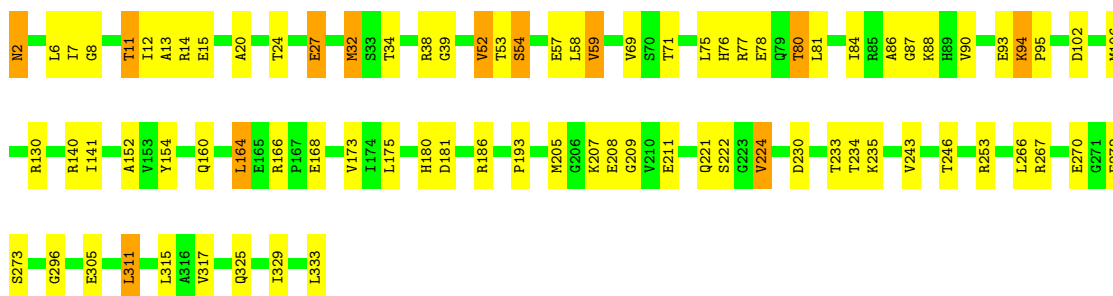 N2 L6 I7 G8 T11 I12 A13 R14 E15 A20 T24 E27 M32 S33 T34 R38 G39 V52 T53 S54 E57 L58 V59 V69 S70 T71 L75 H76 R77 E78 Q79 T80 L81 I84 R85 A86 G87 K88 H89 V90 E93 K94 P95 D102
R130 R140 I141 A152 V153 Y154 Q160 L164 E165 R166 P167 E168 V173 I174 L175 H180 D181 R186 P193 M205 G206 K207 E208 G209 V210 E211 Q221 S222 G223 V224 D230 T233 T234 K235 V243 T246 R253 L266 R267 E270 G271
S273 G296 E305 L311 L315 A316 V317 Q325 I329 L333